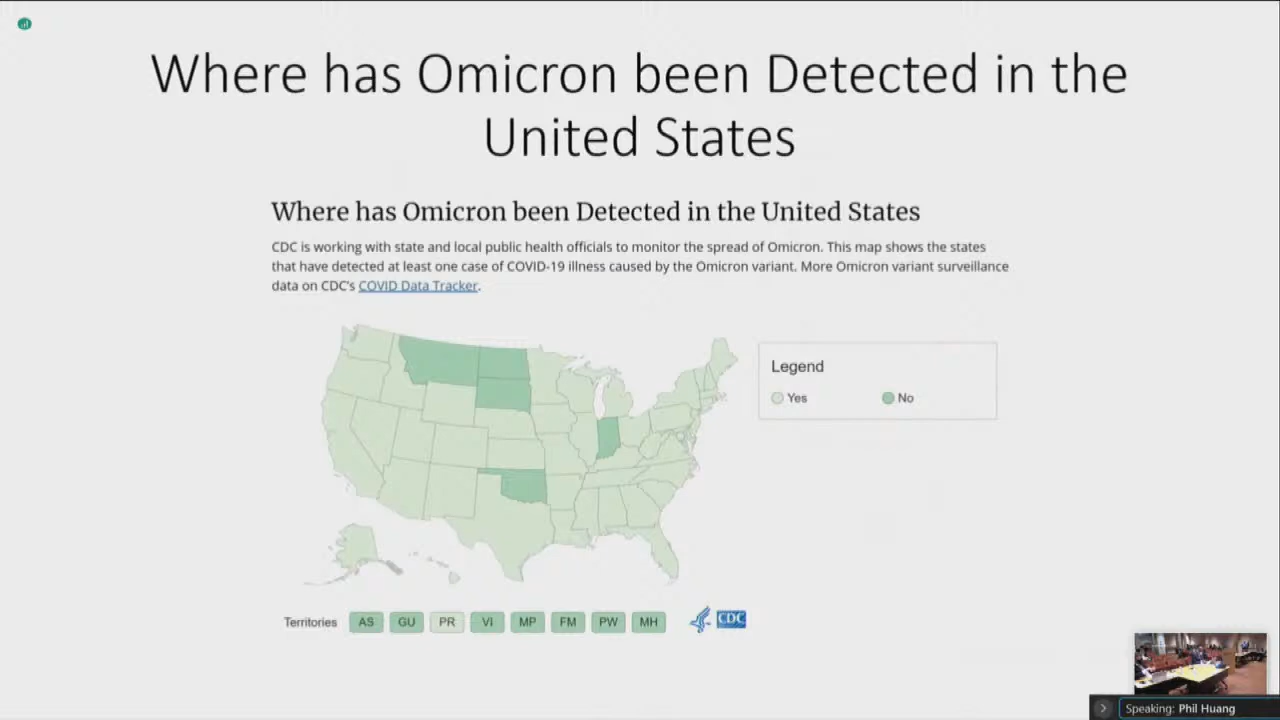 Where has Omicron been Detected in the
United States
Where has Omicron been Detected in the United States
CDC is working with state and local public health officials to monitor the spread of Omicron. This map shows the states
that have detected at least one case of COVID-19 illness caused by the Omicron variant. More Omicron variant surveillance
data on CDC's COVID Data Tracker.
Legend
Yes No
Territories AS GU PR VI MP FM PW MH CDC
Speaking: Phil Huang